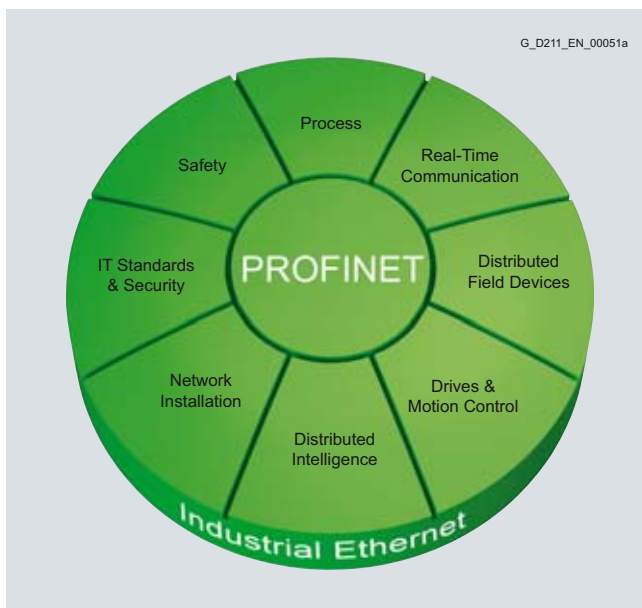 G_D211_EN_00051a
Process
Real-Time
Communication
Safety
Distributed
Field Devices
IT Standards
& Security
PROFINET
Drives &
Motion Control
Network
Installation
Distributed
Intelligence
Industrial Ethernet